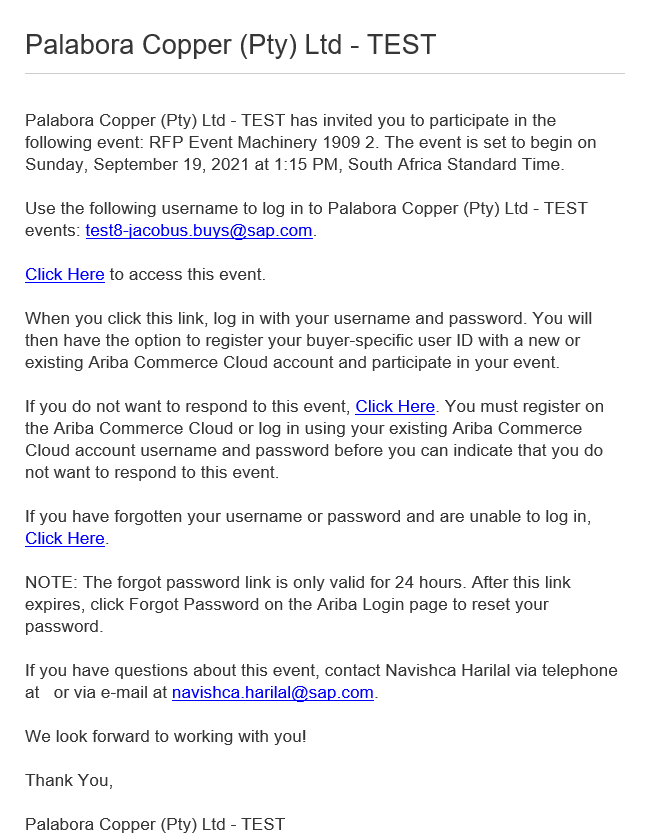 Palabora Copper (Pty) Ltd - TEST
Palabora Copper (Pty) Ltd - TEST has invited you to participate in the
following event: RFP Event Machinery 1909 2. The event is set to begin on
Sunday, September 19, 2021 at 1:15 PM, South Africa Standard Time.
Use the following username to log in to Palabora Copper (Pty) Ltd - TEST
events: test8-jacobus.buys@sap.com.
Click Here to access this event.
When you click this link, log in with your username and password. You will
then have the option to register your buyer-specific user ID with a new or
existing Ariba Commerce Cloud account and participate in your event.
If you do not want to respond to this event, Click Here. You must register on
the Ariba Commerce Cloud or log in using your existing Ariba Commerce
Cloud account username and password before you can indicate that you do
not want to respond to this event.
If you have forgotten your username or password and are unable to log in,
Click Here.
NOTE: The forgot password link is only valid for 24 hours. After this link
expires, click Forgot Password on the Ariba Login page to reset your
password.
If you have questions about this event, contact Navishca Harilal via telephone
at   or via e-mail at navishca.harilal@sap.com.
We look forward to working with you!
Thank You,
Palabora Copper (Pty) Ltd - TEST